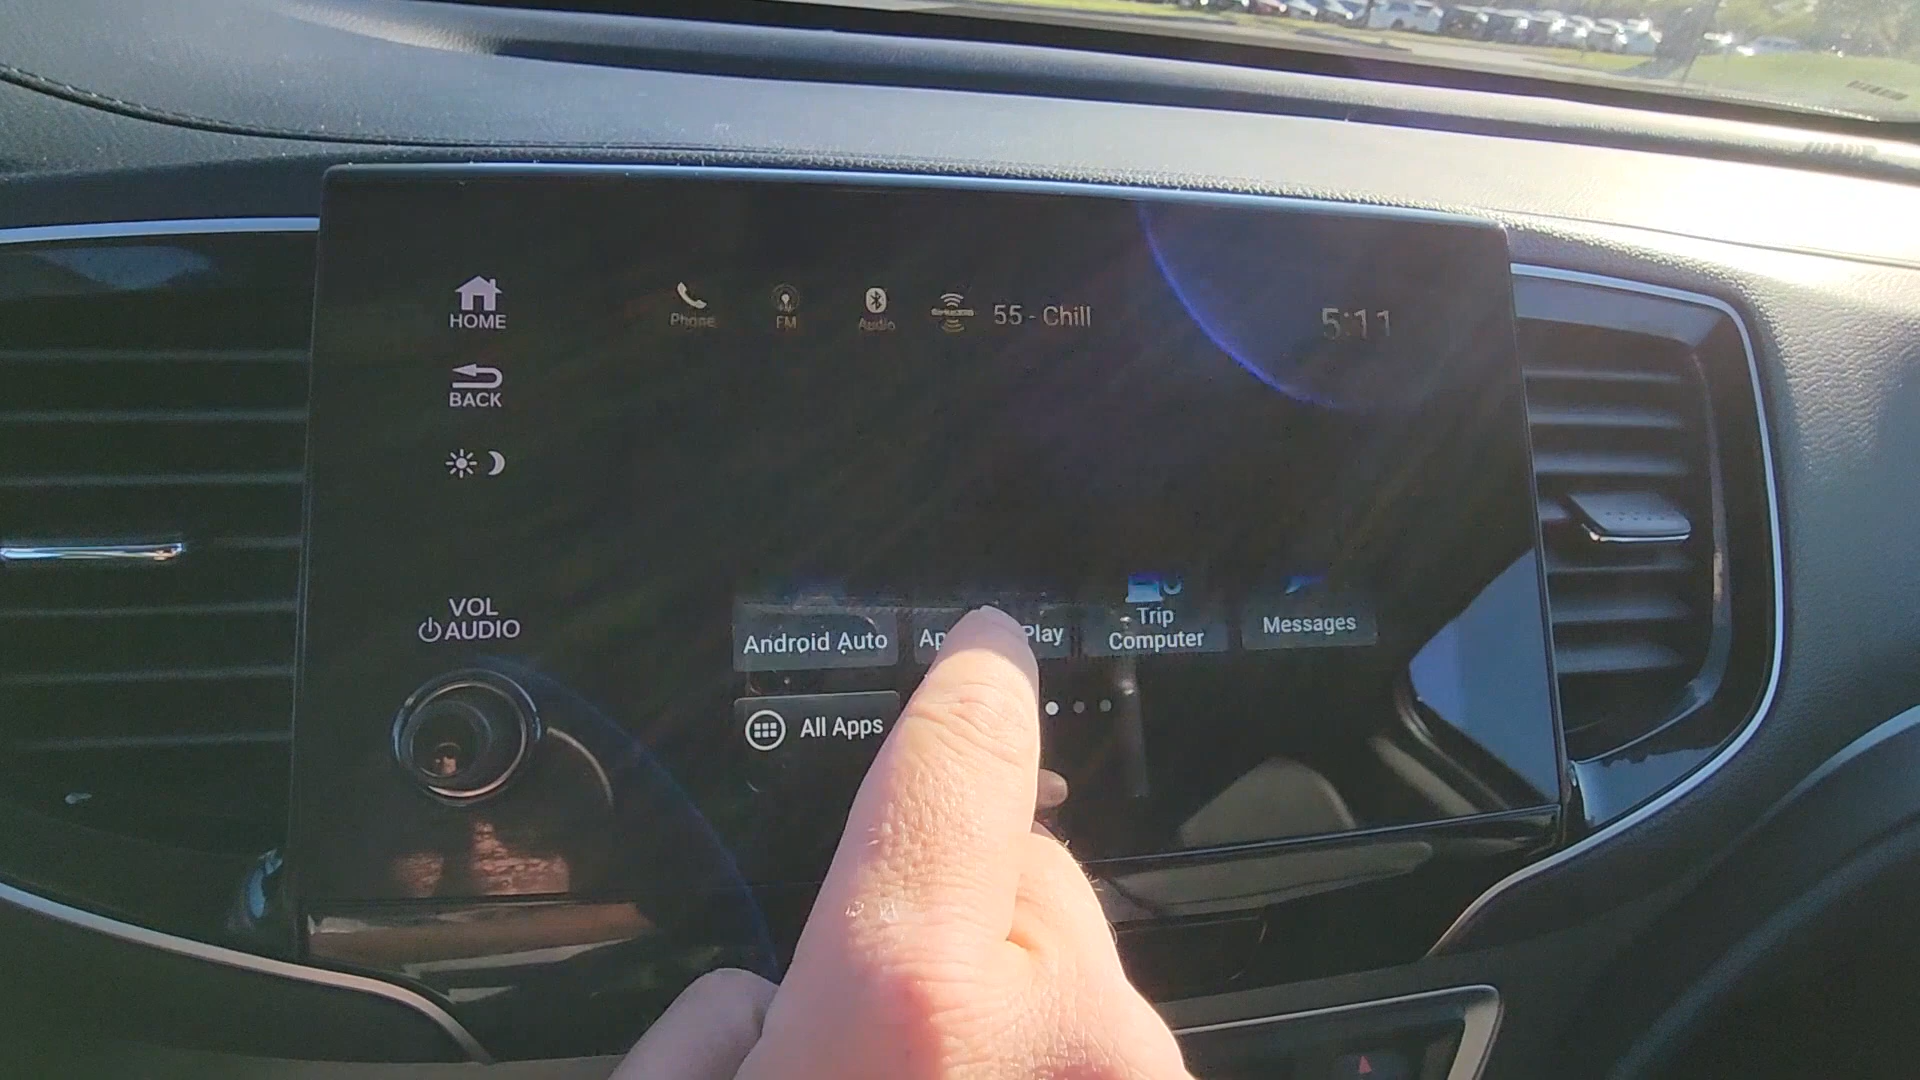 HOME
Phone
FM
Audio
55 - Chill
5:11
BACK
VOL
AUDIO
Android Auto
Play
Trip
Computer
Messages
All Apps